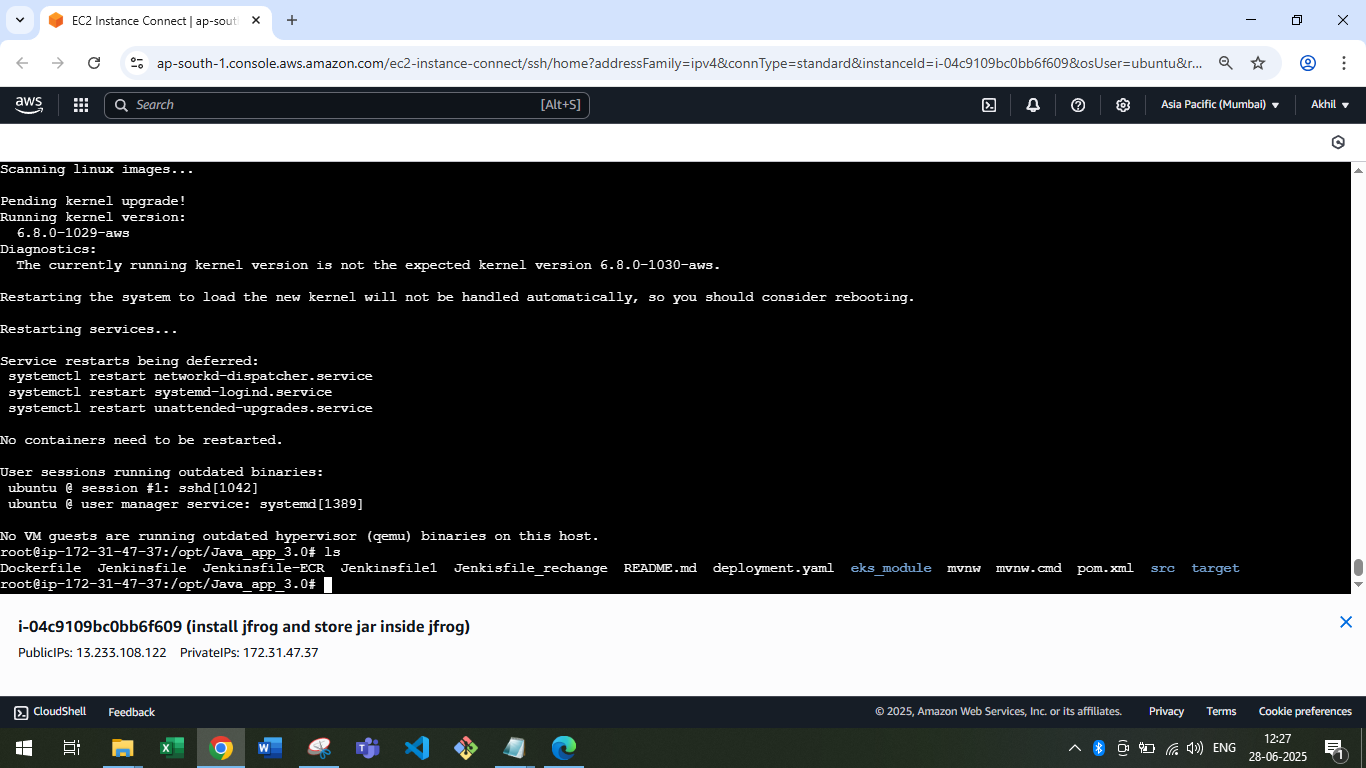 EC2 Instance Connect | ap-sout
ap-south-1.console.aws.amazon.com/ec2-instance-connect/ssh/home?addressFamily=ipv4&connType=standard&instanceId=i-04c9109bc0bb6f609&osUser=ubuntu&r...
aws
Search
[Alt+S]
Asia Pacific (Mumbai)
Akhil
Scanning linux images...
Pending kernel upgrade!
Running kernel version:
6.8.0-1029-aws
Diagnostics:
The currently running kernel version is not the expected kernel version 6.8.0-1030-aws.
Restarting the system to load the new kernel will not be handled automatically, so you should consider rebooting.
Restarting services...
Service restarts being deferred:
systemctl restart networkd-dispatcher.service
systemctl restart systemd-logind.service
systemctl restart unattended-upgrades.service
No containers need to be restarted.
User sessions running outdated binaries:
ubuntu @ session #1: sshd[1042]
ubuntu @ user manager service: systemd[1389]
No VM guests are running outdated hypervisor (qemu) binaries on this host.
root@ip-172-31-47-37:/opt/Java_app_3.0# ls
Dockerfile Jenkinsfile Jenkinsfile-ECR Jenkinsfile1 Jenkisfile_rechange README.md deployment.yaml eks_module mvnw mvnw.cmd pom.xml src target
root@ip-172-31-47-37:/opt/Java_app_3.0#
i-04c9109bc0bb6f609 (install jfrog and store jar inside jfrog)
PublicIPs: 13.233.108.122 PrivateIPs: 172.31.47.37
CloudShell Feedback © 2025, Amazon Web Services, Inc. or its affiliates. Privacy Terms Cookie preferences
ENG
12:27
28-06-2025
1